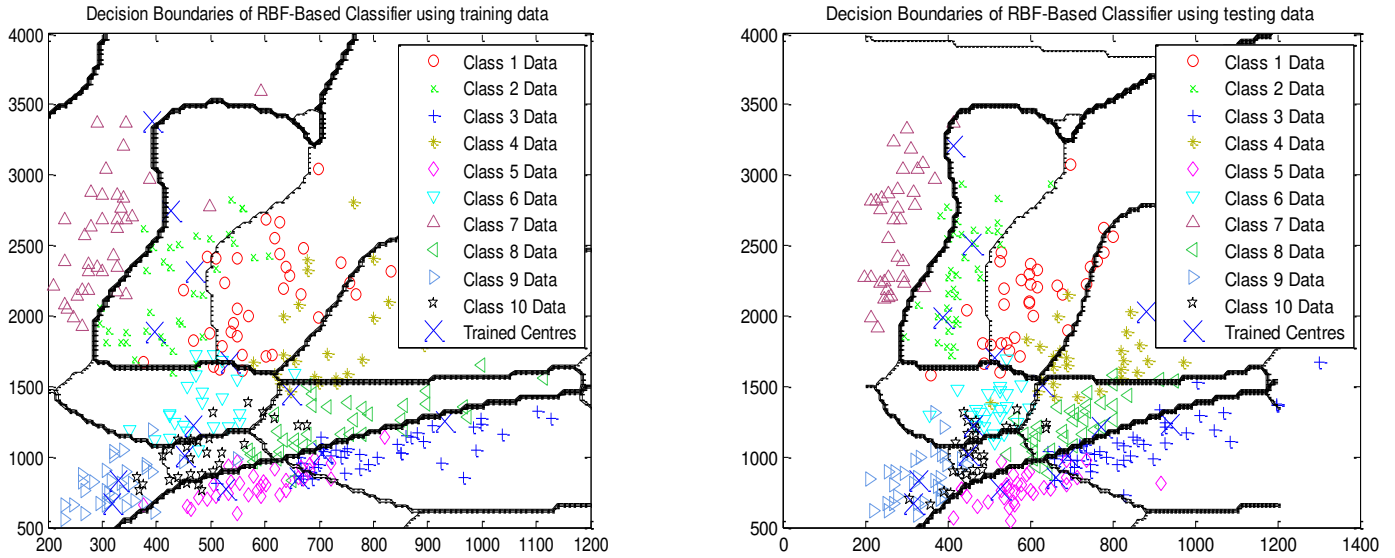 Decision Boundaries of RBF-Based Classifier using training data
4000
3500
3000
2500
2000
1500
1000
500
200 300 400 500 600 700 800 900 1000 1100 1200
Class 1 Data
Class 2 Data
Class 3 Data
Class 4 Data
Class 5 Data
Class 6 Data
Class 7 Data
Class 8 Data
Class 9 Data
Class 10 Data
Trained Centres
Decision Boundaries of RBF-Based Classifier using testing data
4000
3500
3000
2500
2000
1500
1000
500
0 200 400 600 800 1000 1200 1400
Class 1 Data
Class 2 Data
Class 3 Data
Class 4 Data
Class 5 Data
Class 6 Data
Class 7 Data
Class 8 Data
Class 9 Data
Class 10 Data
Trained Centres